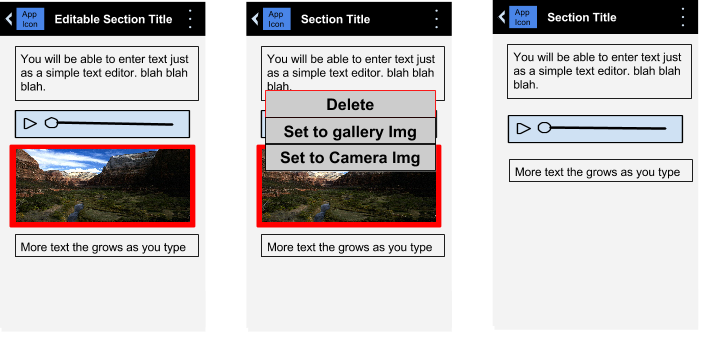 App
Icon
Editable Section Title
You will be able to enter text just
as a simple text editor. blah blah
blah.
More text the grows as you type
App
Icon
Section Title
You will be able to enter text just
as a simple text editor. blah blah
blah.
Delete
Set to gallery Img
Set to Camera Img
More text the grows as you type
App
Icon
Section Title
You will be able to enter text just
as a simple text editor. blah blah
blah.
More text the grows as you type